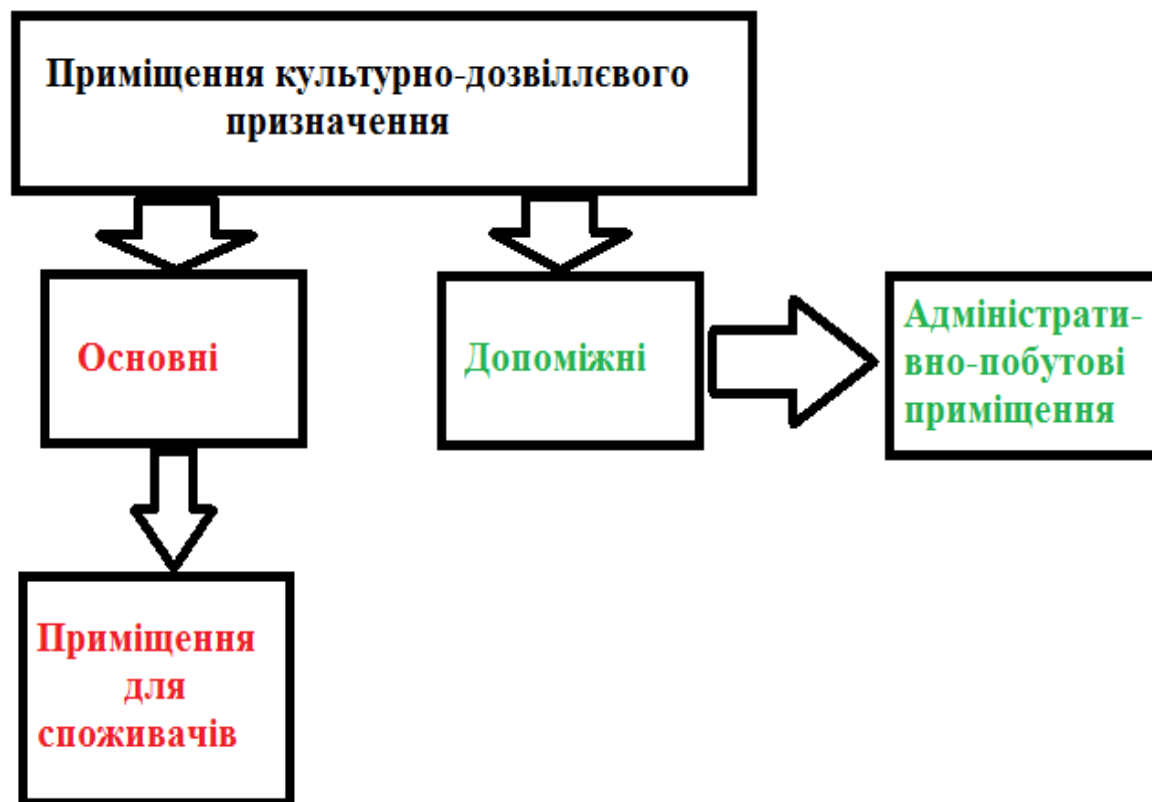 Приміщення культурно-дозвіллєвого
призначення
Основні
Допоміжні
Адміністрати-
вно-побутові
приміщення
Приміщення
для
споживачів